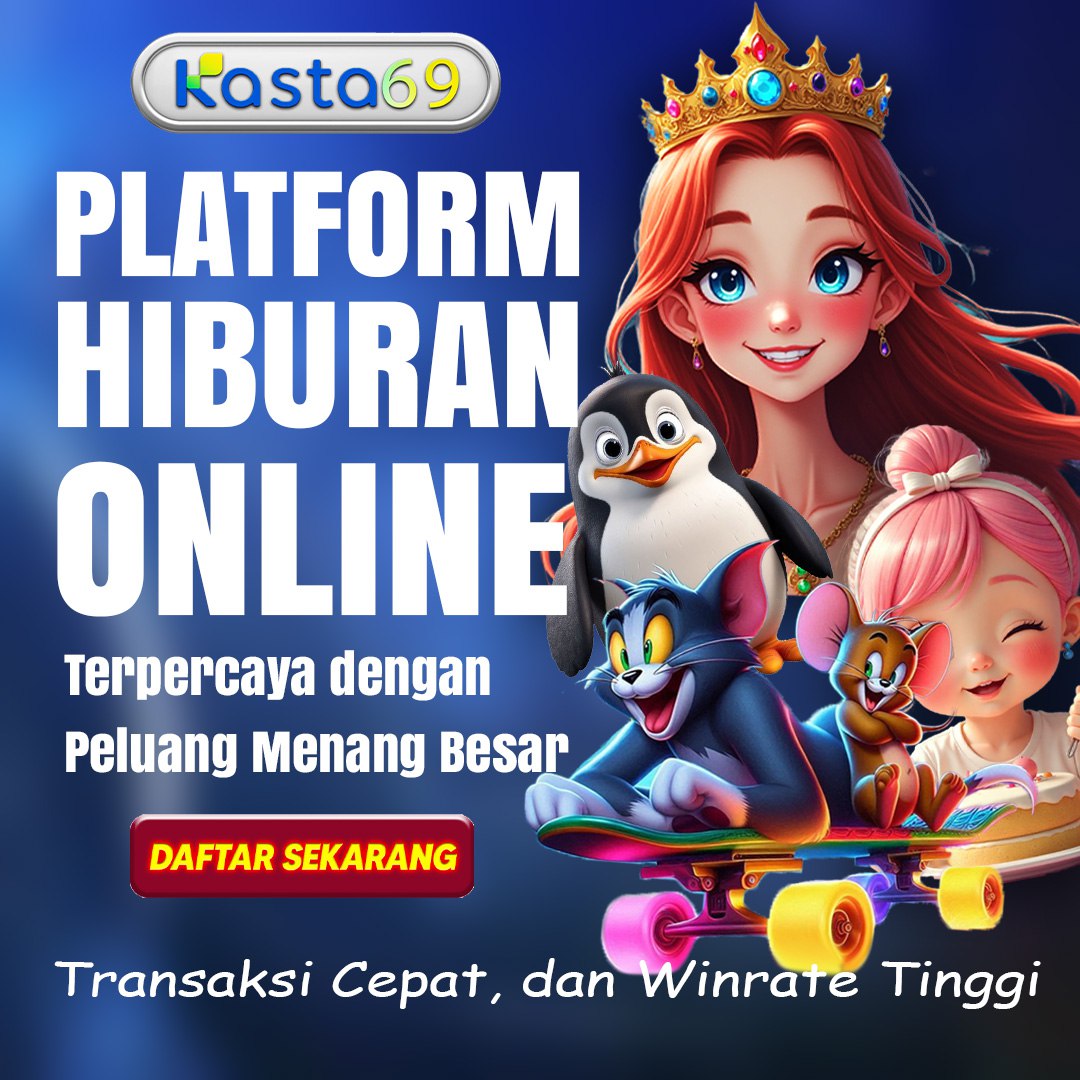 Kasta69
PLATFORM
HIBURAN
ONLINE
Terpercaya dengan
Peluang Menang Besar
DAFTAR SEKARANG
Transaksi Cepat, dan Winrate Tinggi